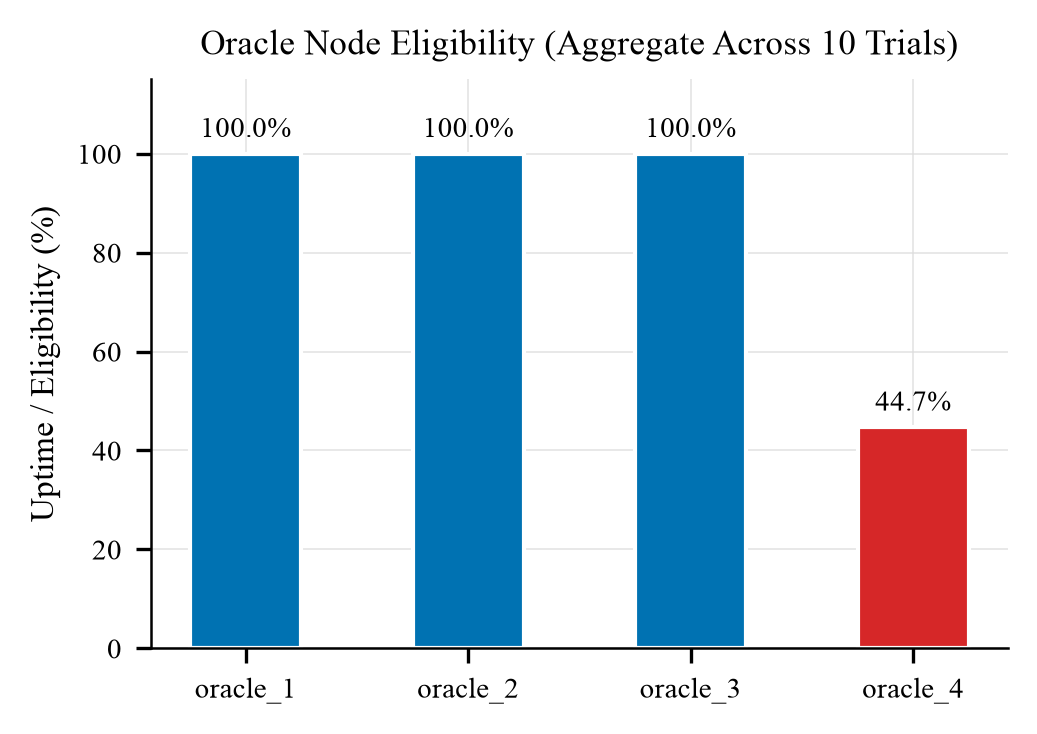 Oracle Node Eligibility (Aggregate Across 10 Trials)
Uptime / Eligibility (%)
100
80
60
40
20
0
100.0%
100.0%
100.0%
44.7%
oracle_1
oracle_2
oracle_3
oracle_4